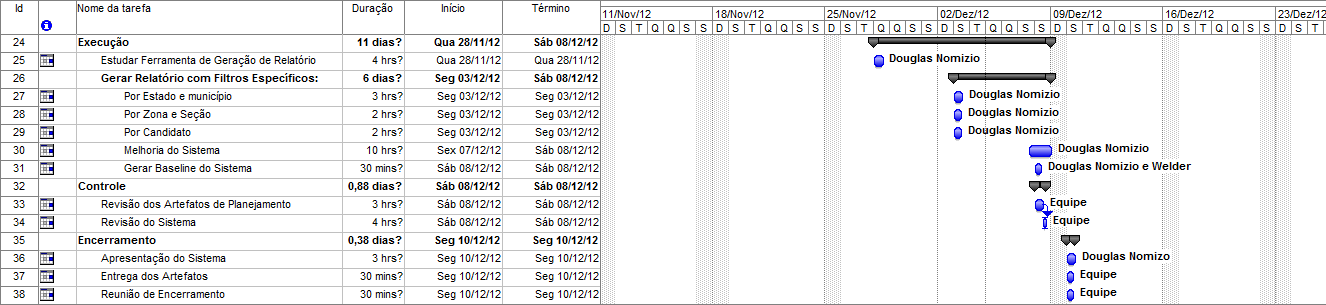 Id Nome da tarefa Duração Início Término 11/Nov/12 18/Nov/12 25/Nov/12 02/Dez/12 09/Dez/12 16/Dez/12 23/Dez/12
D S T Q Q S S D S T Q Q S S D S T Q Q S S D S T Q Q S S D S T Q Q S S D S T Q Q S S D S T
24 Execução 11 dias? Qua 28/11/12 Sáb 08/12/12
25 Estudar Ferramenta de Geração de Relatório 4 hrs? Qua 28/11/12 Qua 28/11/12 Douglas Nomizio
26 Gerar Relatório com Filtros Específicos: 6 dias? Seg 03/12/12 Sáb 08/12/12
27 Por Estado e município 3 hrs? Seg 03/12/12 Seg 03/12/12 Douglas Nomizio
28 Por Zona e Seção 2 hrs? Seg 03/12/12 Seg 03/12/12 Douglas Nomizio
29 Por Candidato 2 hrs? Seg 03/12/12 Seg 03/12/12 Douglas Nomizio
30 Melhoria do Sistema 10 hrs? Sex 07/12/12 Sáb 08/12/12 Douglas Nomizio
31 Gerar Baseline do Sistema 30 mins? Sáb 08/12/12 Sáb 08/12/12 Douglas Nomizio e Welder
32 Controle 0,88 dias? Sáb 08/12/12 Sáb 08/12/12
33 Revisão dos Artefatos de Planejamento 3 hrs? Sáb 08/12/12 Sáb 08/12/12 Equipe
34 Revisão do Sistema 4 hrs? Sáb 08/12/12 Sáb 08/12/12 Equipe
35 Encerramento 0,38 dias? Seg 10/12/12 Seg 10/12/12
36 Apresentação do Sistema 3 hrs? Seg 10/12/12 Seg 10/12/12 Douglas Nomizo
37 Entrega dos Artefatos 30 mins? Seg 10/12/12 Seg 10/12/12 Equipe
38 Reunião de Encerramento 30 mins? Seg 10/12/12 Seg 10/12/12 Equipe